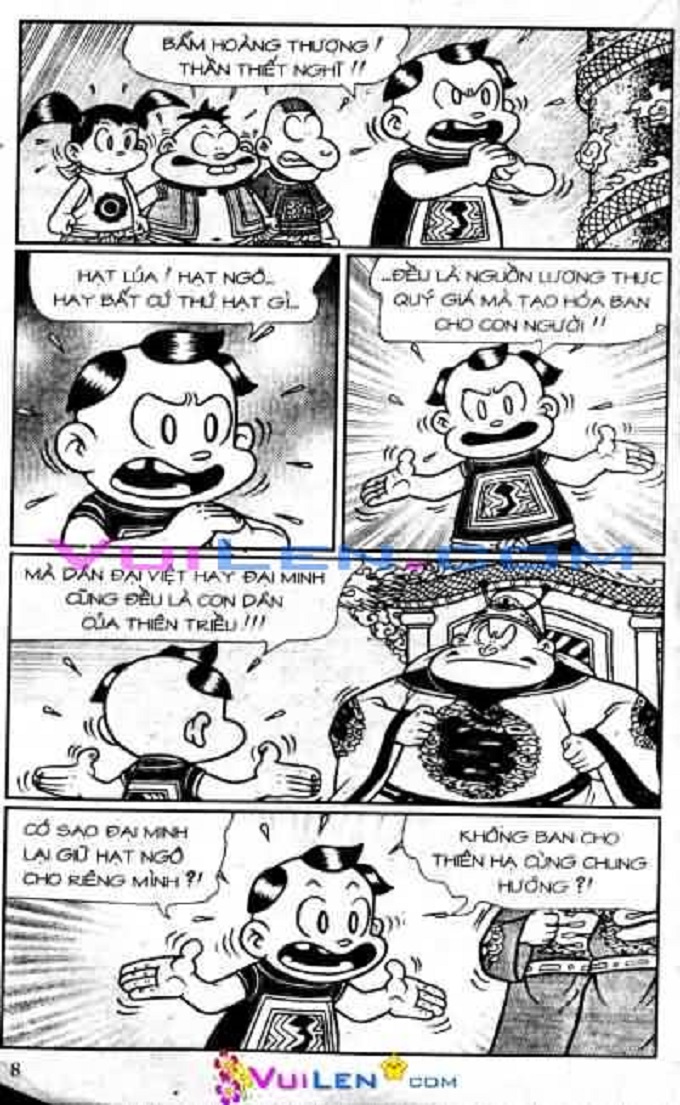 BẨM HOÀNG THƯỢNG !
THẦN THIẾT NGHĨ !!
HẠT LÚA ! HẠT NGÔ...
HAY BẤT CỨ THỨ HẠT GÌ...
...ĐỀU LÀ NGUỒN LƯƠNG THỰC
QUÝ GIÁ MÀ TẠO HÓA BAN
CHO CON NGƯỜI !!
VUILEN.COM
MÀ DÂN ĐẠI VIỆT HAY ĐẠI MINH
CŨNG ĐỀU LÀ CON DÂN
CỦA THIÊN TRIỀU !!!
CỚ SAO ĐẠI MINH
LẠI GIỮ HẠT NGÔ
CHO RIÊNG MÌNH ?!
KHÔNG BAN CHO
THIÊN HẠ CÙNG CHUNG
HƯỞNG ?!
8
VUILEN.COM